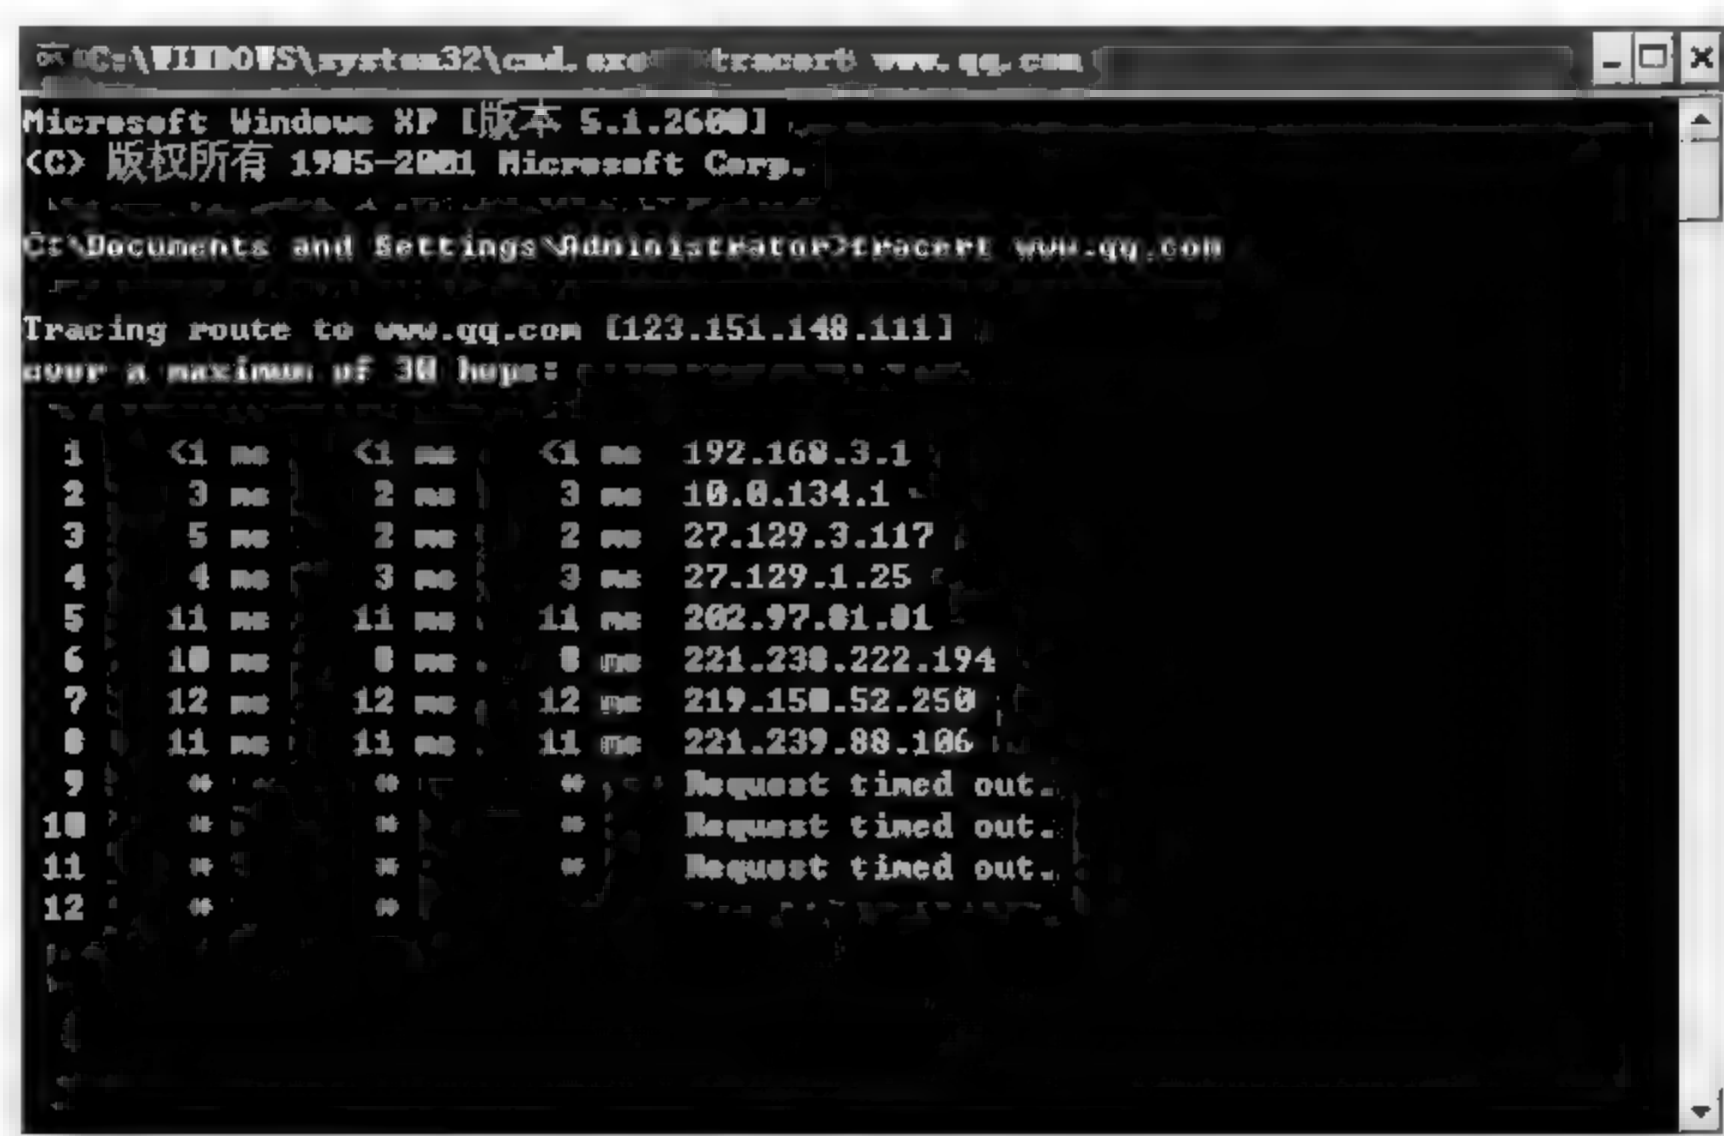 C:\WINDOWS\system32\cmd.exe - tracert www.qq.com
Microsoft Windows XP [版本 5.1.2600]
(C) 版权所有 1985-2001 Microsoft Corp.
C:\Documents and Settings\Administrator>tracert www.qq.com
Tracing route to www.qq.com [123.151.148.111]
over a maximum of 30 hops:
1 <1 ms <1 ms <1 ms 192.168.3.1
2 3 ms 2 ms 3 ms 10.0.134.1
3 5 ms 2 ms 2 ms 27.129.3.117
4 4 ms 3 ms 3 ms 27.129.1.25
5 11 ms 11 ms 11 ms 202.97.81.81
6 10 ms 8 ms 8 ms 221.238.222.194
7 12 ms 12 ms 12 ms 219.150.52.250
8 11 ms 11 ms 11 ms 221.239.88.106
9 * * * Request timed out.
10 * * * Request timed out.
11 * * * Request timed out.
12 * *